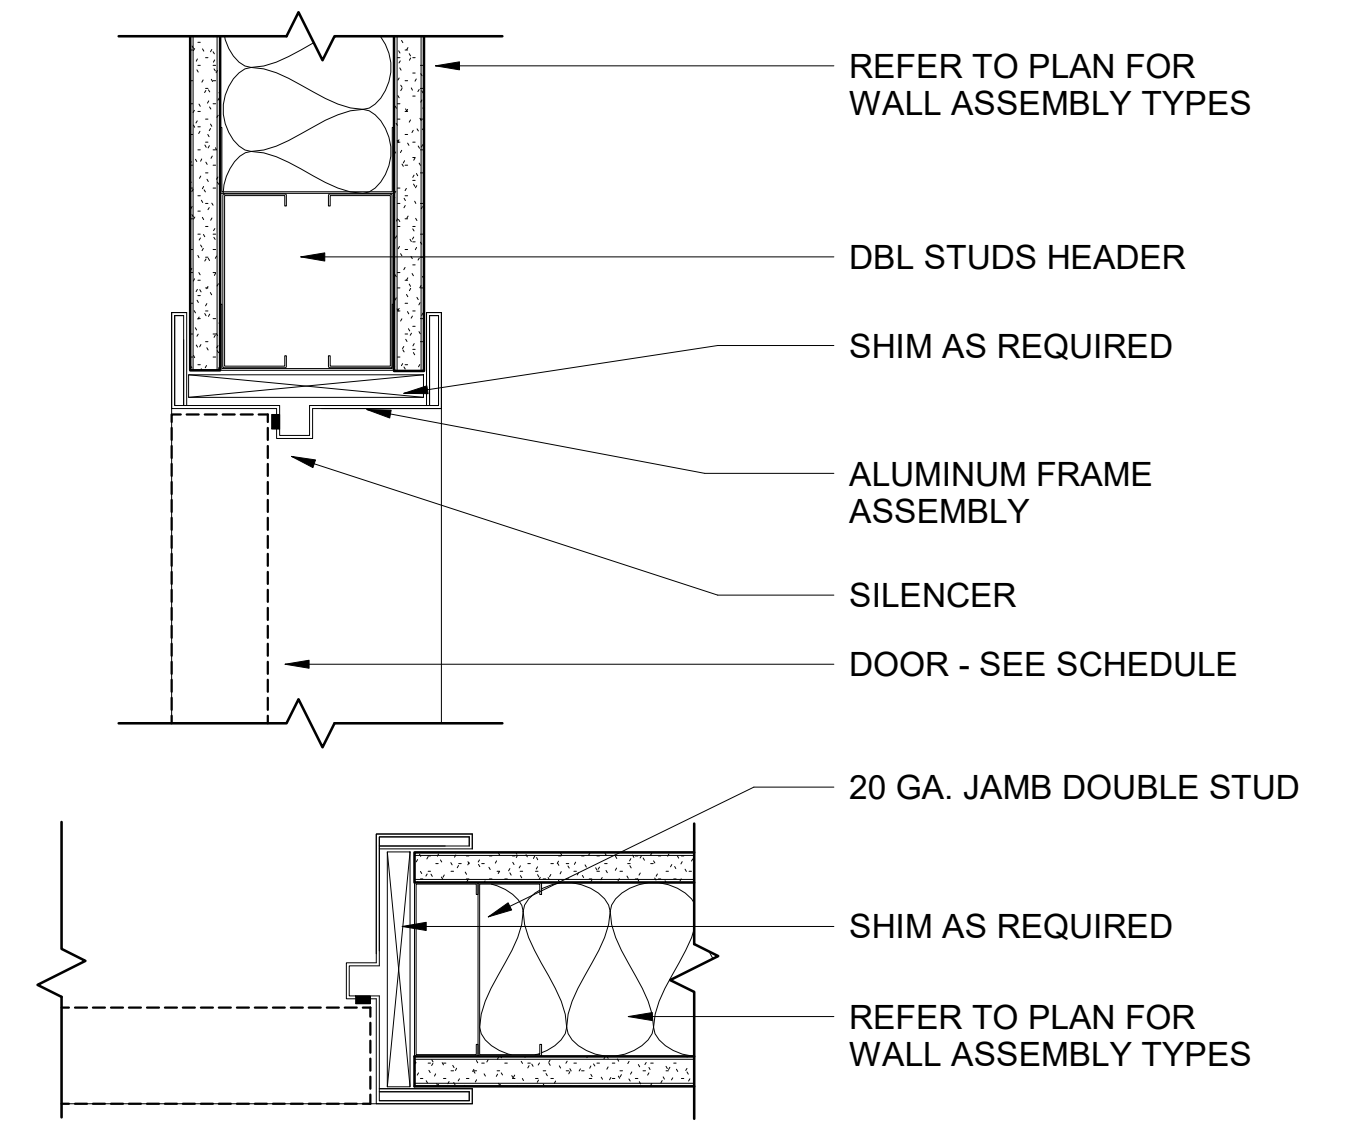 REFER TO PLAN FOR
WALL ASSEMBLY TYPES
DBL STUDS HEADER
SHIM AS REQUIRED
ALUMINUM FRAME
ASSEMBLY
SILENCER
DOOR - SEE SCHEDULE
20 GA. JAMB DOUBLE STUD
SHIM AS REQUIRED
REFER TO PLAN FOR
WALL ASSEMBLY TYPES